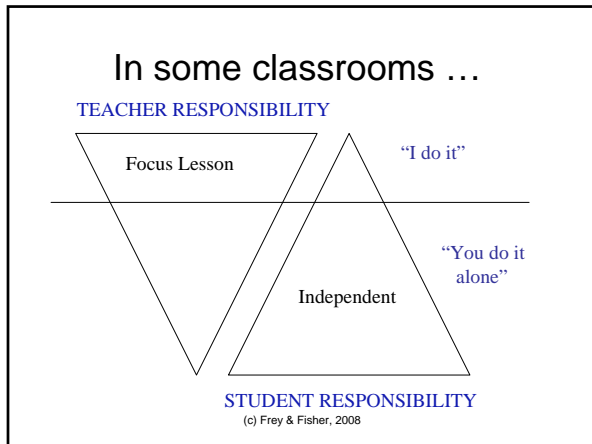 In some classrooms …
TEACHER RESPONSIBILITY
Focus Lesson
“I do it”
“You do it
alone”
Independent
STUDENT RESPONSIBILITY
(c) Frey & Fisher, 2008